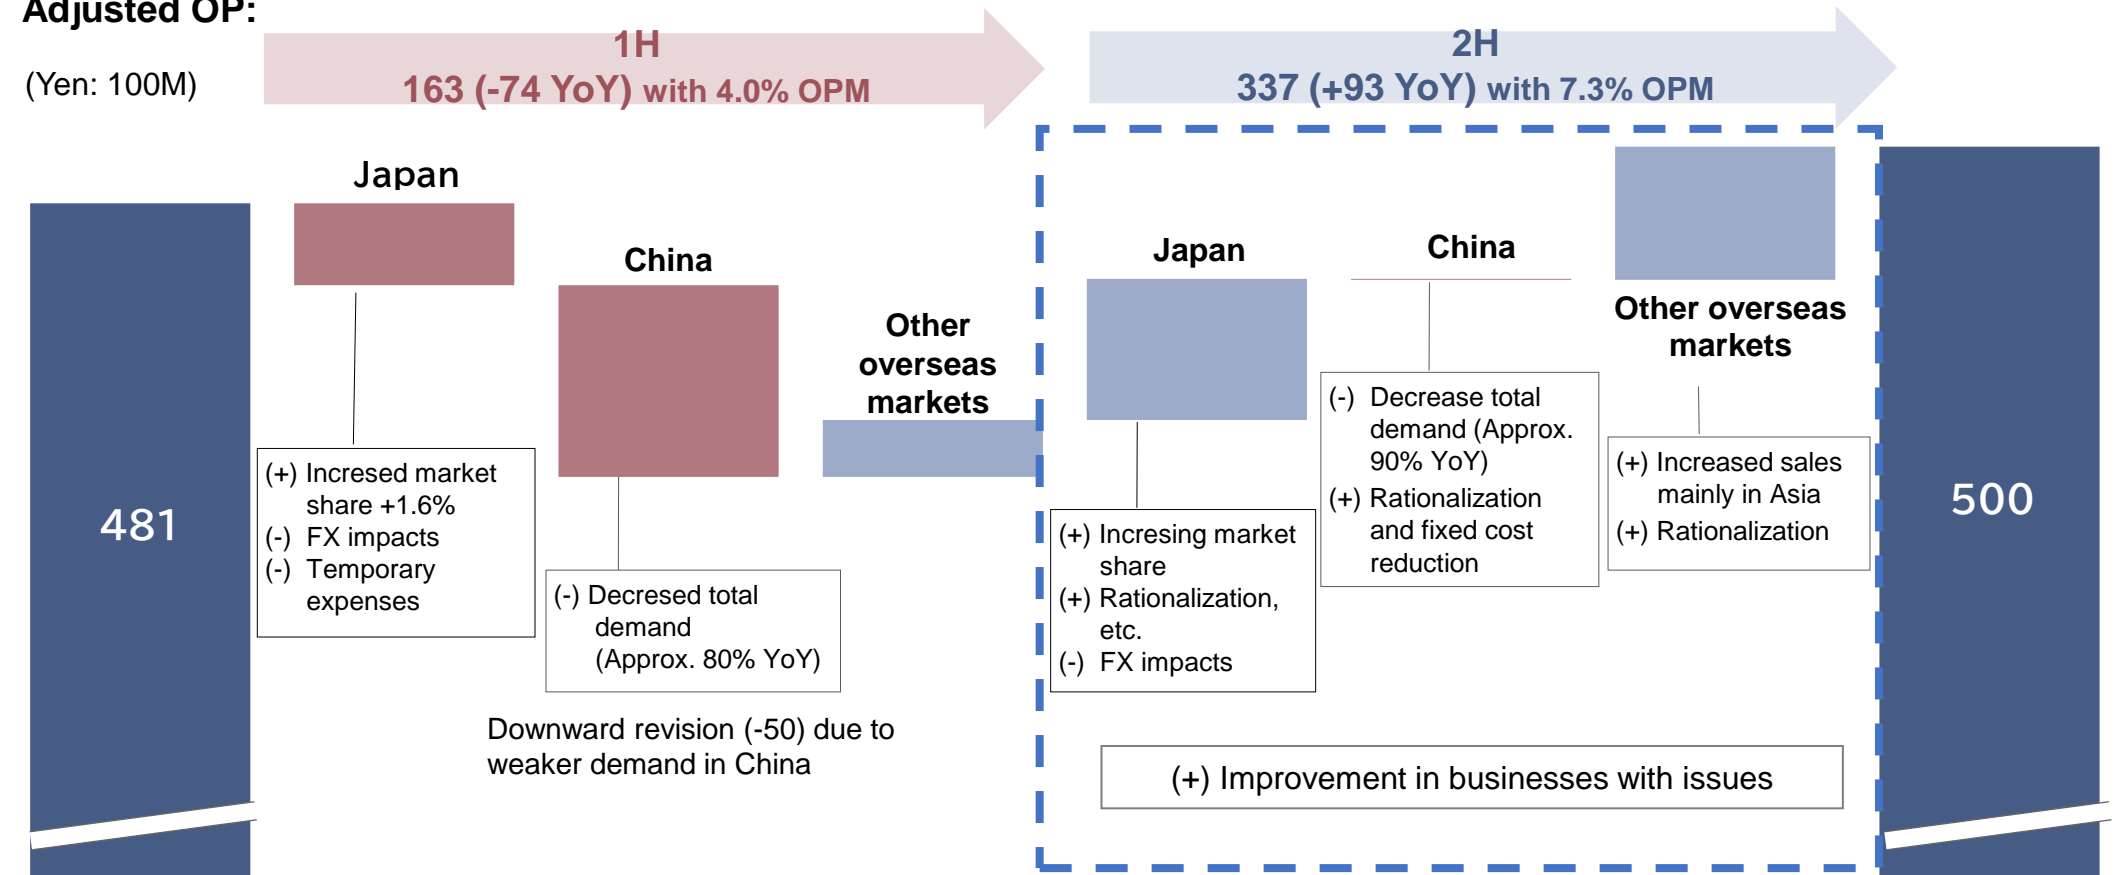 Adjusted OP:
(Yen: 100M)
1H
163 (-74 YoY) with 4.0% OPM
2H
337 (+93 YoY) with 7.3% OPM
481
Japan
(+) Incresed market
share +1.6%
(-) FX impacts
(-) Temporary
expenses
China
(-) Decresed total
demand
(Approx. 80% YoY)
Other
overseas
markets
Downward revision (-50) due to
weaker demand in China
Japan
(+) Incresing market
share
(+) Rationalization,
etc.
(-) FX impacts
China
(-) Decrease total
demand (Approx.
90% YoY)
(+) Rationalization
and fixed cost
reduction
Other overseas
markets
(+) Increased sales
mainly in Asia
(+) Rationalization
(+) Improvement in businesses with issues
500